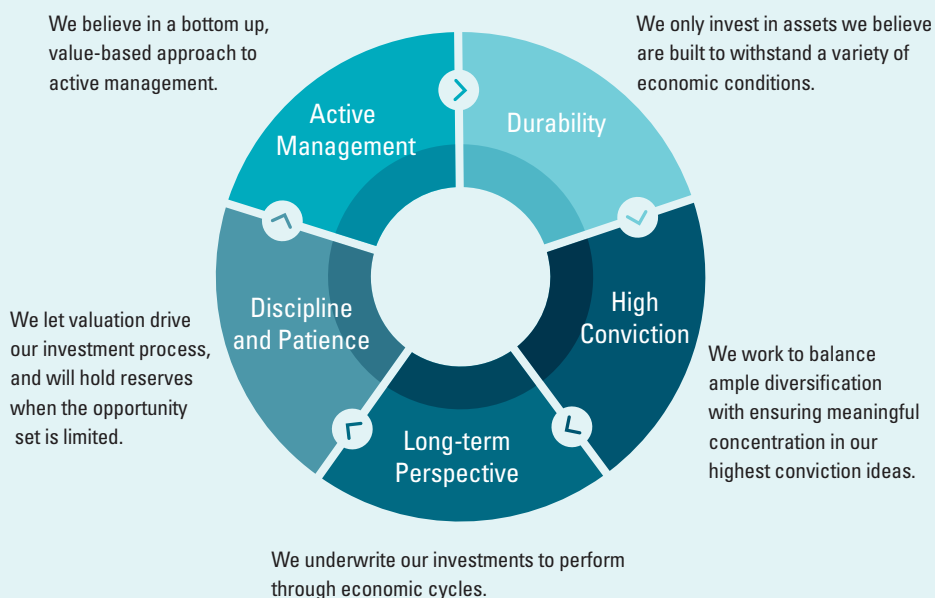 We believe in a bottom up,
value-based approach to
active management.
We only invest in assets we believe
are built to withstand a variety of
economic conditions.
Active
Management
Durability
High
Conviction
Long-term
Perspective
Discipline
and Patience
We let valuation drive
our investment process,
and will hold reserves
when the opportunity
set is limited.
We work to balance
ample diversification
with ensuring meaningful
concentration in our
highest conviction ideas.
We underwrite our investments to perform
through economic cycles.